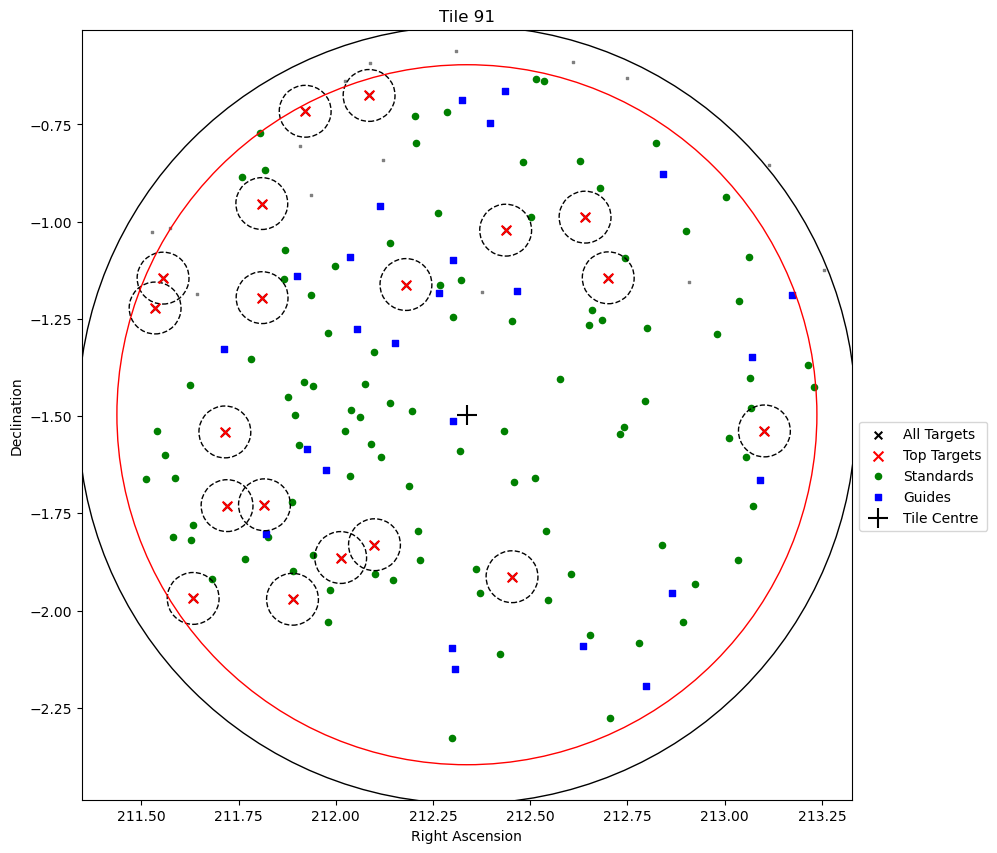 Tile 91
Declination
−0.75
−1.00
−1.25
−1.50
−1.75
−2.00
−2.25
211.50 211.75 212.00 212.25 212.50 212.75 213.00 213.25
Right Ascension
All Targets
Top Targets
Standards
Guides
Tile Centre